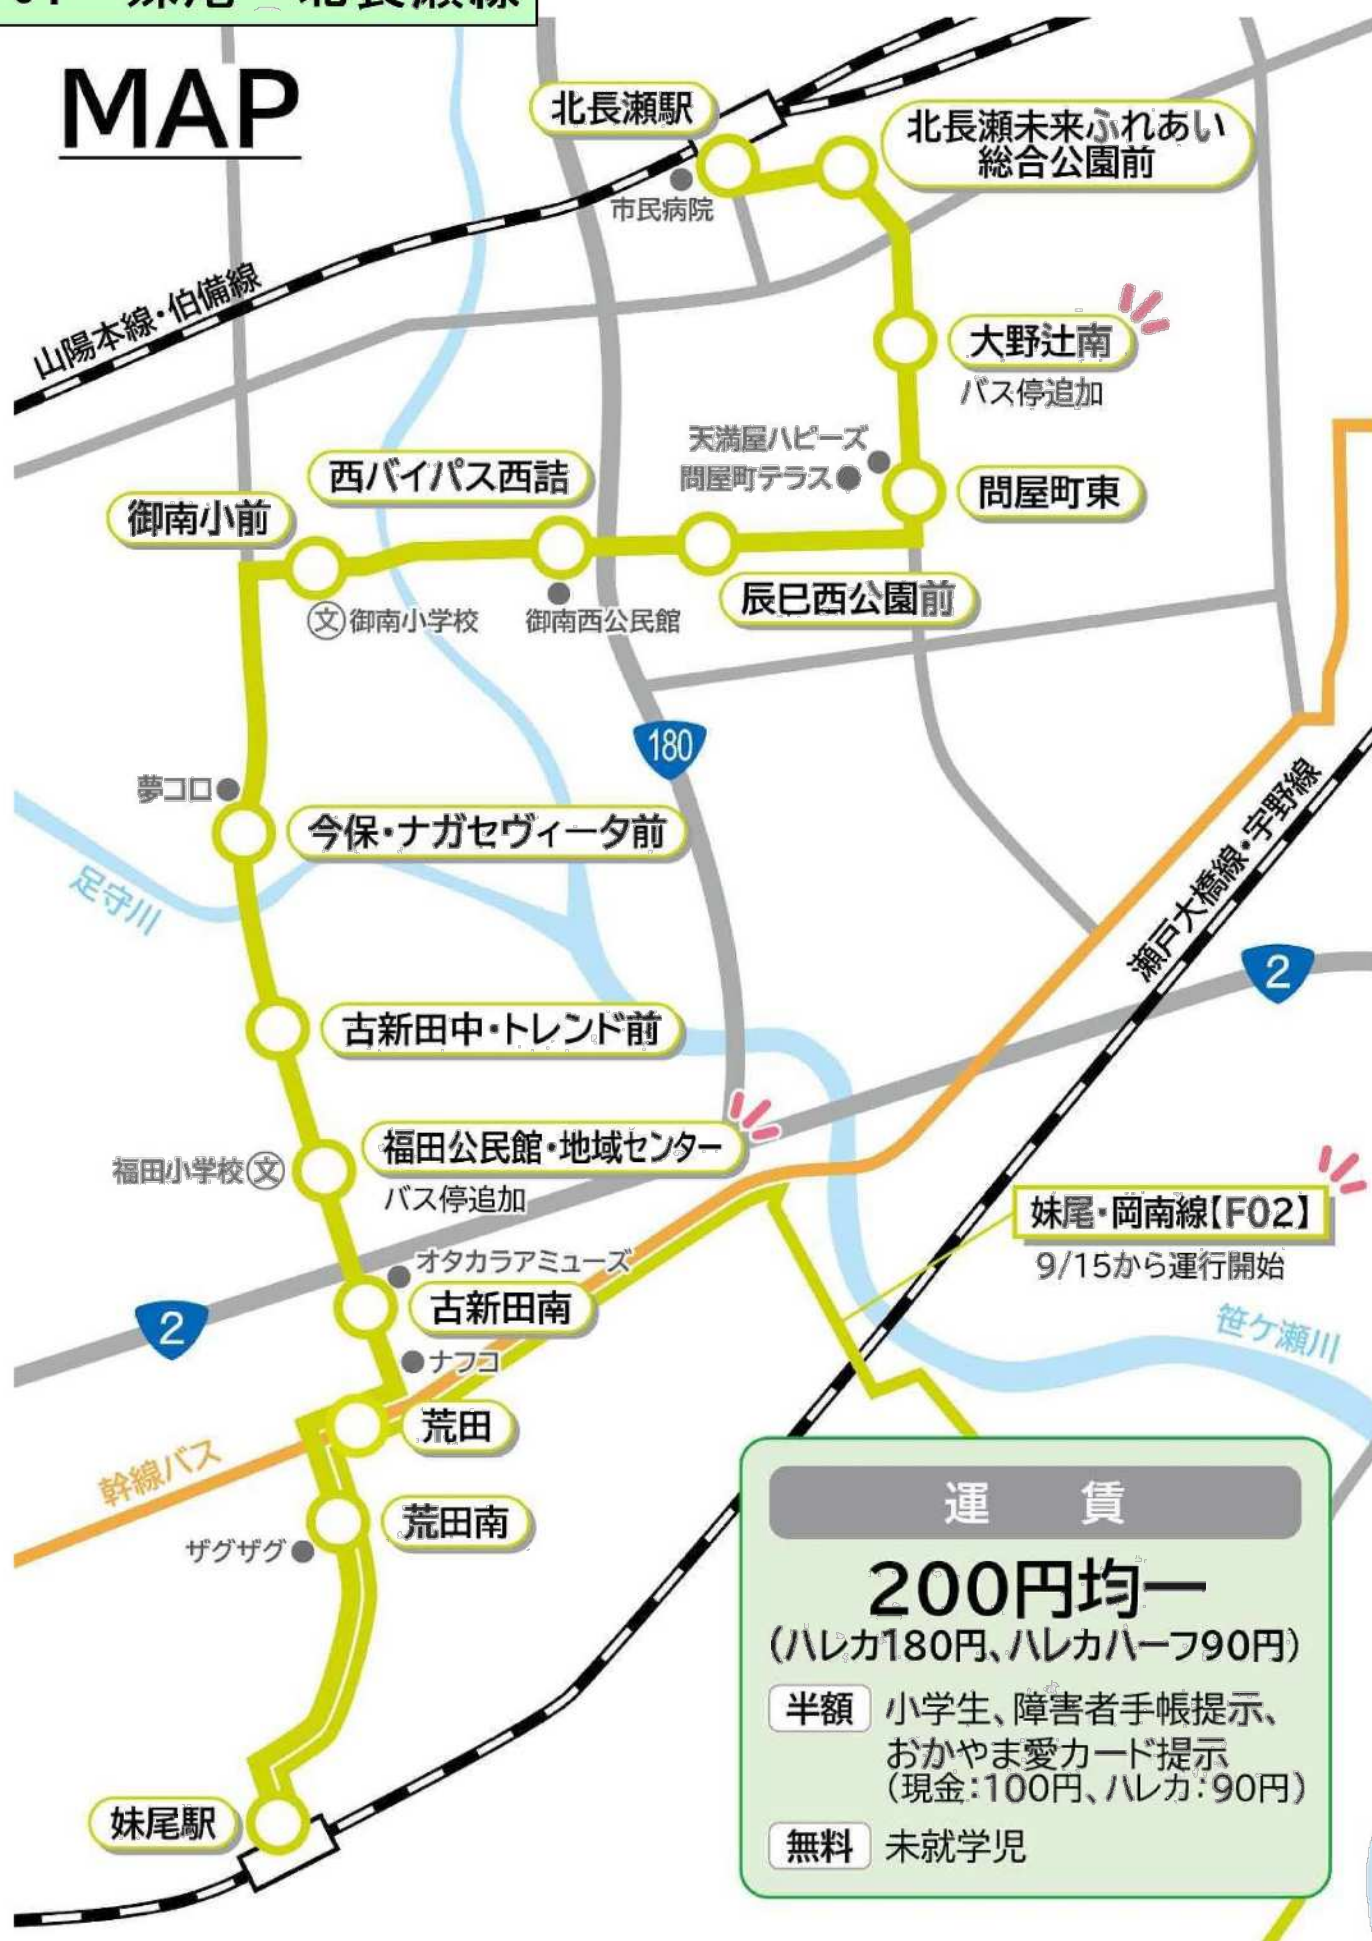 MAP
北長瀬駅
北長瀬未来ふれあい
総合公園前
市民病院
山陽本線・伯備線
大野辻南
バス停追加
天満屋ハピーズ
問屋町テラス
問屋町東
西バイパス西詰
御南小前
辰巳西公園前
文 御南小学校
御南西公民館
180
夢コロ
今保・ナガセヴィータ前
足守川
瀬戸大橋線・宇野線
2
古新田中・トレンド前
福田公民館・地域センター
バス停追加
福田小学校 文
妹尾・岡南線【F02】
9/15から運行開始
オタカラアミューズ
古新田南
2
笹ケ瀬川
ナフコ
荒田
幹線バス
荒田南
ザグザグ
妹尾駅
運 賃
200円均一
(ハレカ180円、ハレカハーフ90円)
半額 小学生、障害者手帳提示、
おかやま愛カード提示
(現金：100円、ハレカ：90円)
無料 未就学児